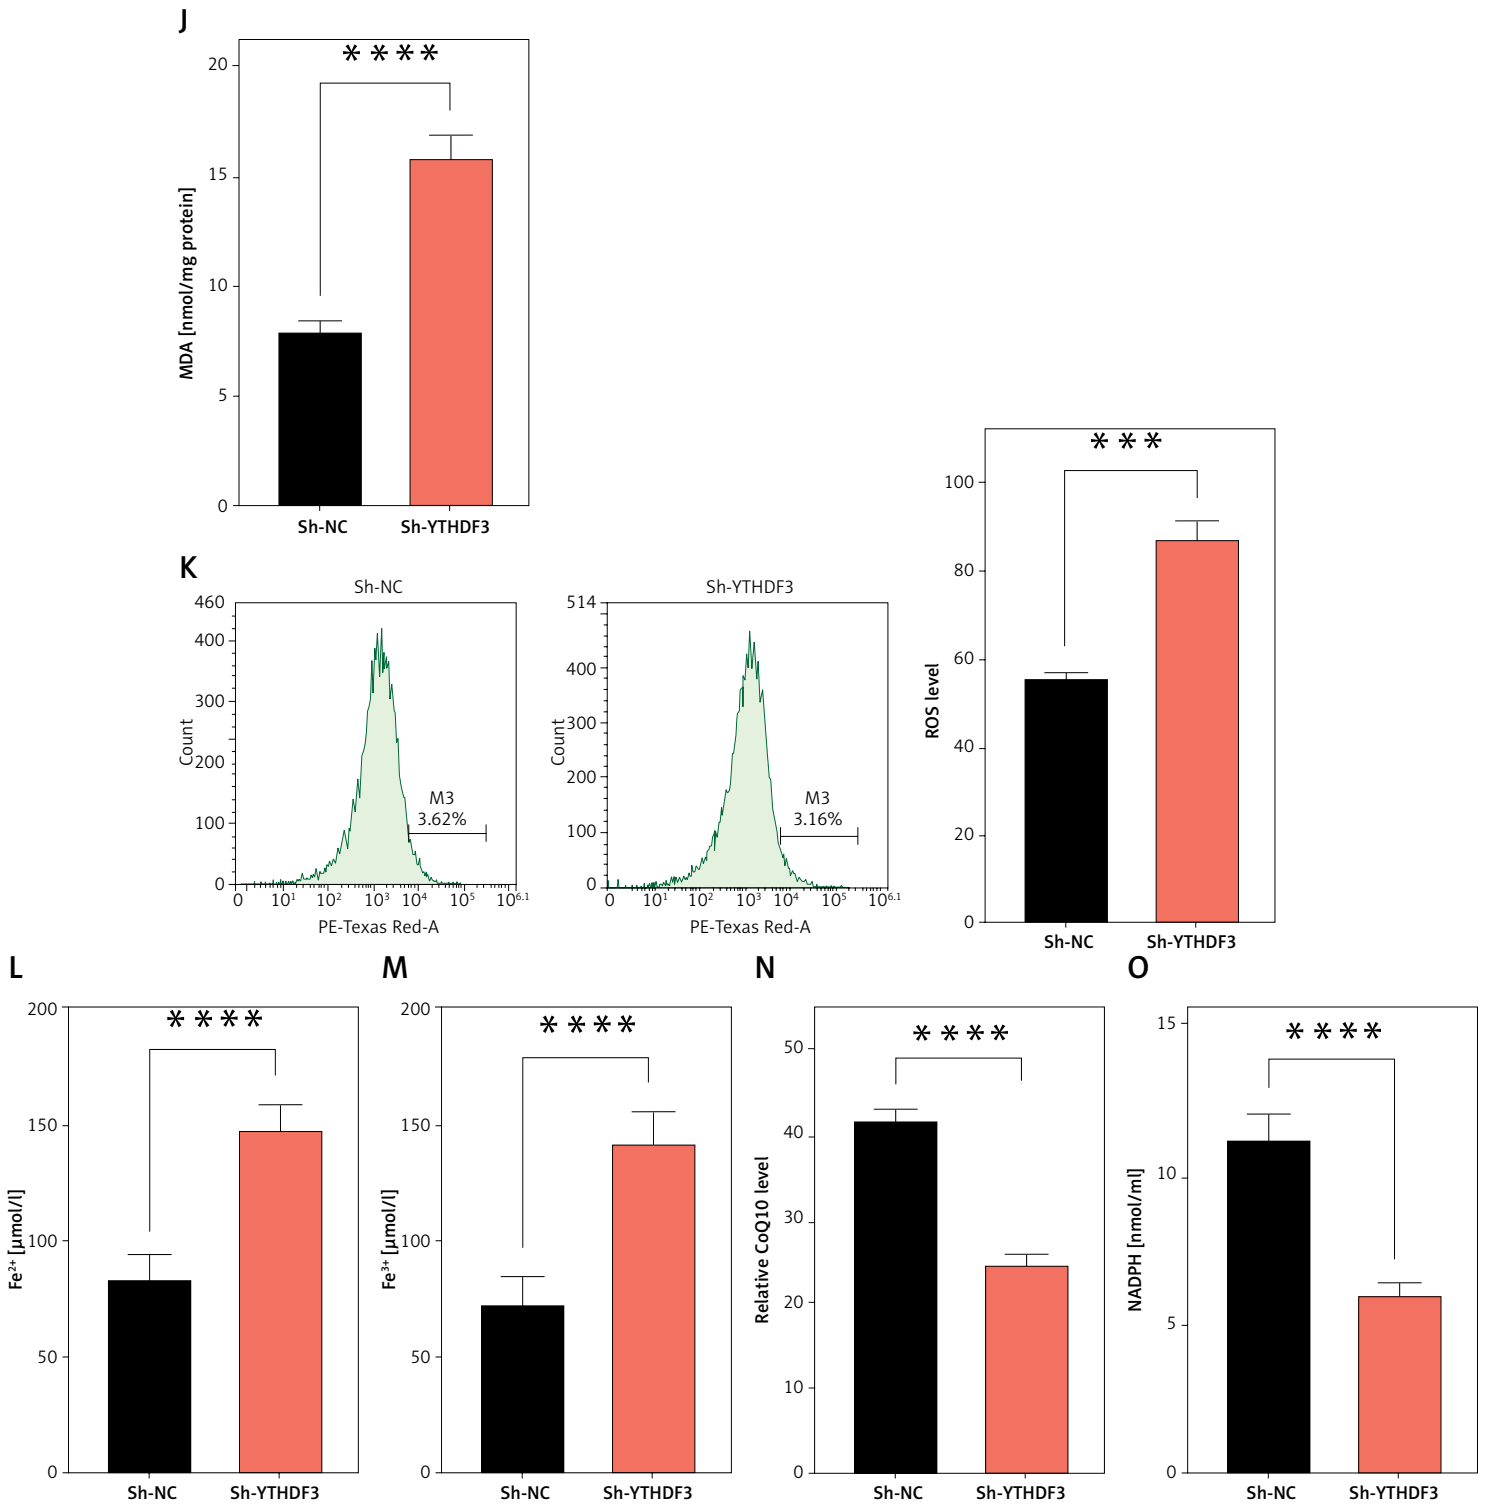 J
****
20
15
10
5
0
MDA [nmol/mg protein]
Sh-NC Sh-YTHDF3
K
Sh-NC
460
400
300
200
100
0
Count
M3
3.62%
0 10¹ 10² 10³ 10⁴ 10⁵ 10⁶·¹
PE-Texas Red-A
Sh-YTHDF3
514
400
300
200
100
0
Count
M3
3.16%
0 10¹ 10² 10³ 10⁴ 10⁵ 10⁶·¹
PE-Texas Red-A
***
100
80
60
40
20
0
ROS level
Sh-NC Sh-YTHDF3
L
****
200
150
100
50
0
Fe²⁺ [µmol/l]
Sh-NC Sh-YTHDF3
M
****
200
150
100
50
0
Fe³⁺ [µmol/l]
Sh-NC Sh-YTHDF3
N
****
50
40
30
20
10
0
Relative CoQ10 level
Sh-NC Sh-YTHDF3
O
****
15
10
5
0
NADPH [nmol/ml]
Sh-NC Sh-YTHDF3